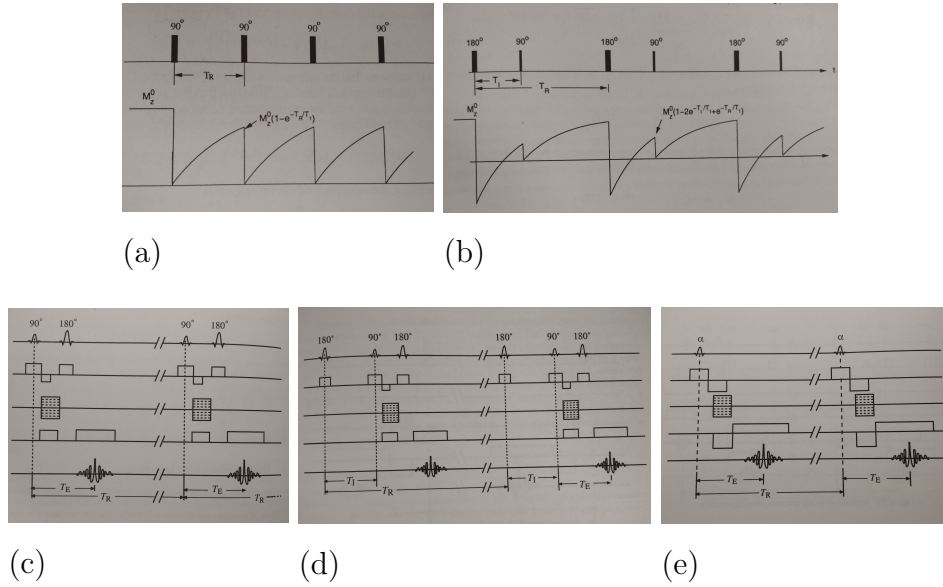 90° 90° 90° 90°
T_R
M_z^0
M_z^0(1-e^{-T_R/T_1})
(a)
180° 90° 180° 90° 180° 90°
t
T_I
T_R
M_z^0
M_z^0(1-2e^{-T_I/T_1}+e^{-T_R/T_1})
(b)
90° 180° 90° 180°
T_E T_E
T_R T_R
(c)
180° 90° 180° 180° 90° 180°
T_I T_I T_E
T_R
(d)
α α
T_E T_E
T_R
(e)